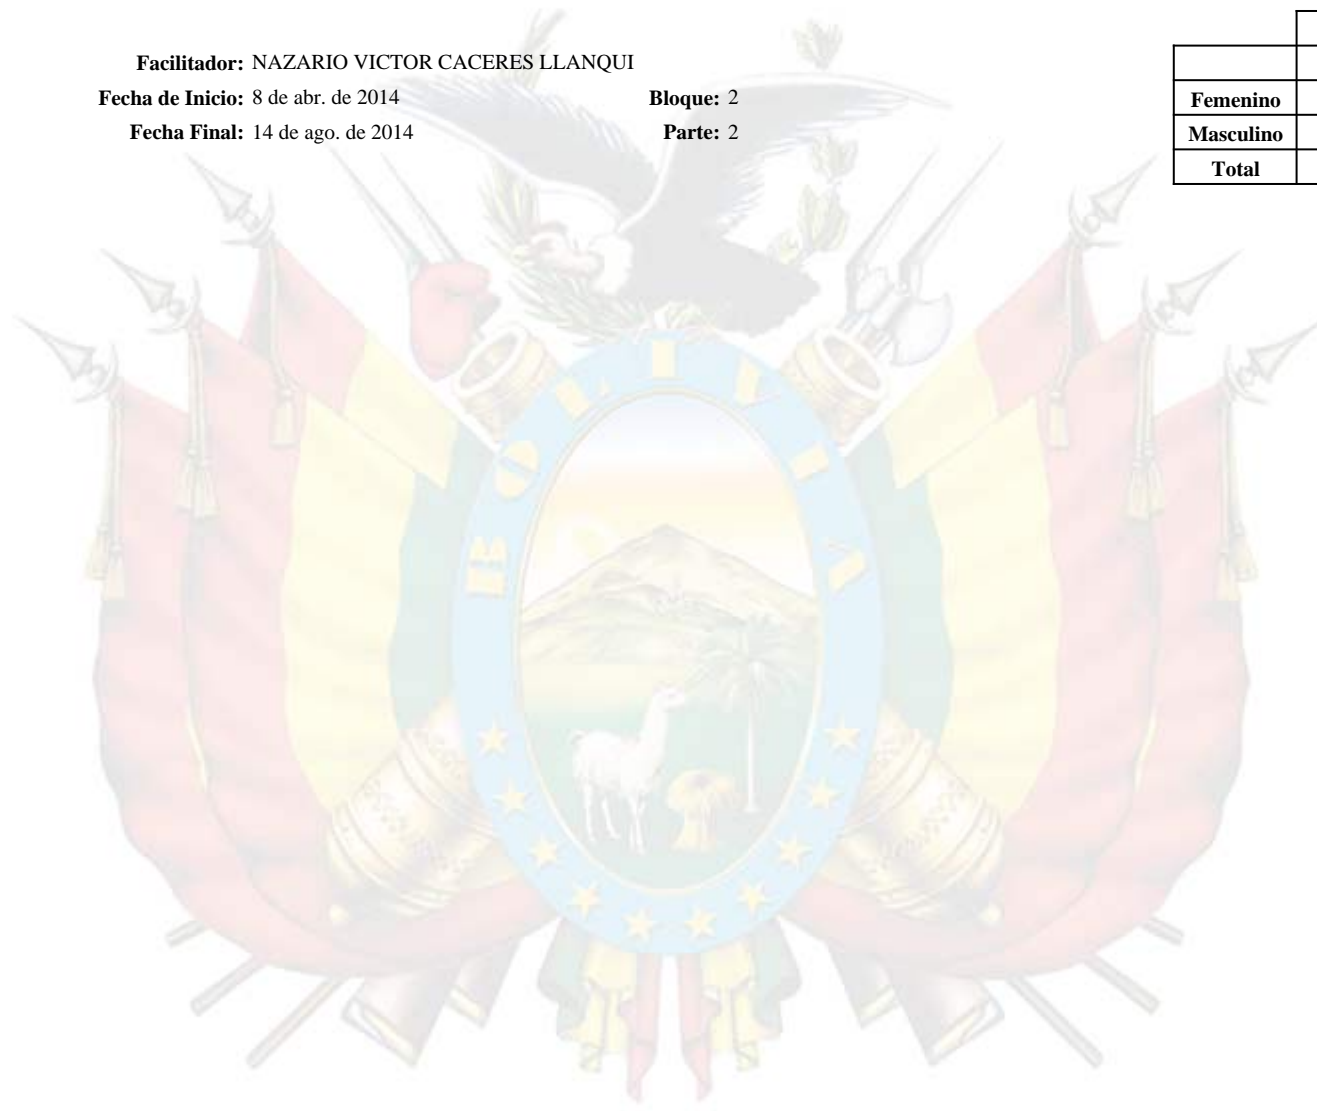 Facilitador: NAZARIO VICTOR CACERES LLANQUI
Fecha de Inicio: 8 de abr. de 2014 Bloque: 2
Fecha Final: 14 de ago. de 2014 Parte: 2
Femenino
Masculino
Total
BOLIVIA